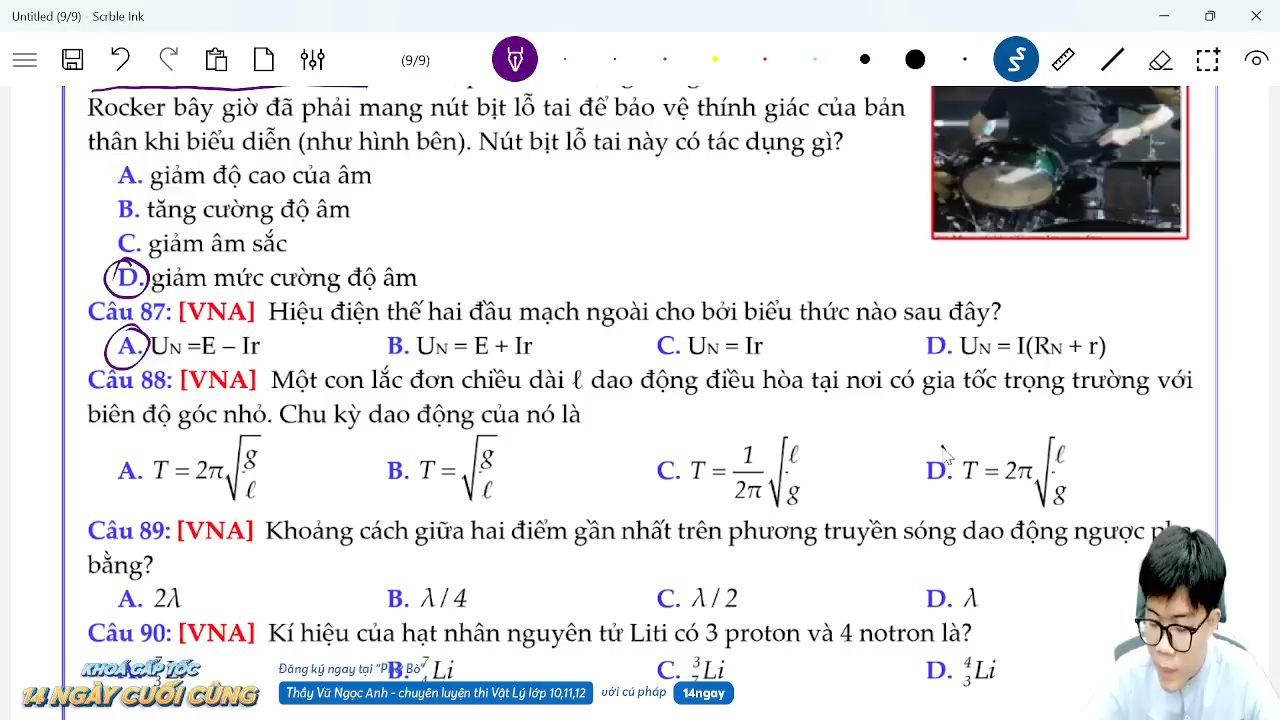 Untitled (9/9) - Scrble Ink
(9/9)
Rocker bây giờ đã phải mang nút bịt lỗ tai để bảo vệ thính giác của bản
thân khi biểu diễn (như hình bên). Nút bịt lỗ tai này có tác dụng gì?
A. giảm độ cao của âm
B. tăng cường độ âm
C. giảm âm sắc
D. giảm mức cường độ âm
Câu 87: [VNA] Hiệu điện thế hai đầu mạch ngoài cho bởi biểu thức nào sau đây?
A. UN =E – Ir B. UN = E + Ir C. UN = Ir D. UN = I(RN + r)
Câu 88: [VNA] Một con lắc đơn chiều dài ℓ dao động điều hòa tại nơi có gia tốc trọng trường với
biên độ góc nhỏ. Chu kỳ dao động của nó là
A. T = 2π√(g/ℓ) B. T = √(g/ℓ) C. T = 1/2π √(ℓ/g) D. T = 2π√(ℓ/g)
Câu 89: [VNA] Khoảng cách giữa hai điểm gần nhất trên phương truyền sóng dao động ngược
bằng?
A. 2λ B. λ / 4 C. λ / 2 D. λ
Câu 90: [VNA] Kí hiệu của hạt nhân nguyên tử Liti có 3 proton và 4 notron là?
B. Li C. Li D. ⁴₃Li
KHOÁ CẤP TỐC
14 NGÀY CUỐI CÙNG
Đăng ký ngay tại
Thầy Vũ Ngọc Anh - chuyên luyện thi Vật Lý lớp 10,11,12 với cú pháp 14ngay